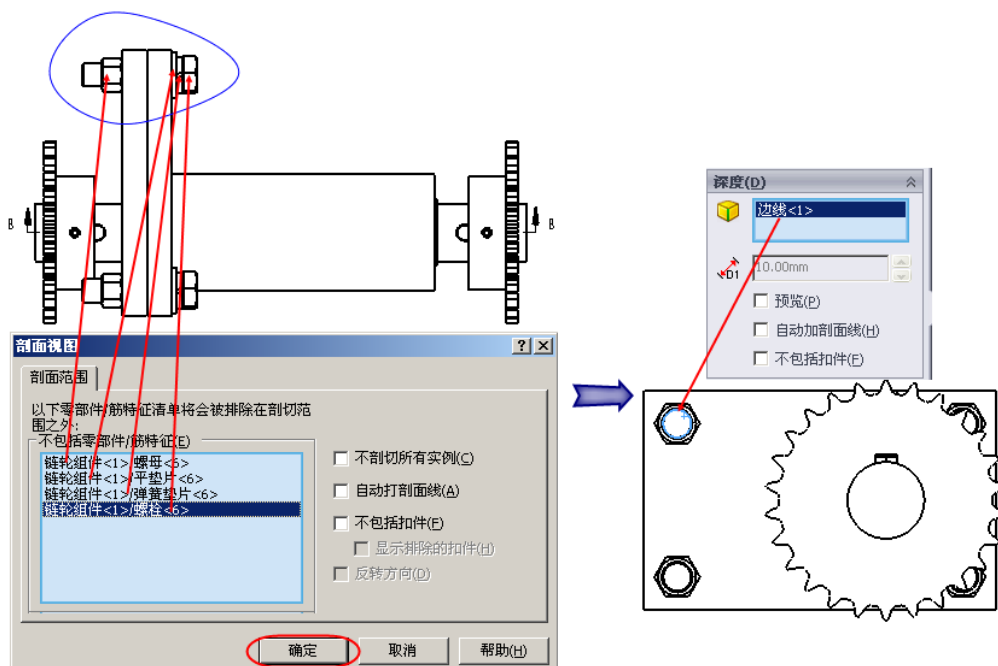 B
B
深度(D)
边线<1>
D1
10.00mm
预览(P)
自动加剖面线(H)
不包括扣件(F)
剖面视图
剖面范围
以下零部件/筋特征清单将会被排除在剖切范
围之外:
不包括零部件/筋特征(E)
链轮组件<1>/螺母<6>
链轮组件<1>/平垫片<6>
链轮组件<1>/弹簧垫片<6>
链轮组件<1>/螺栓<6>
不剖切所有实例(C)
自动打剖面线(A)
不包括扣件(F)
显示排除的扣件(H)
反转方向(D)
确定
取消
帮助(H)